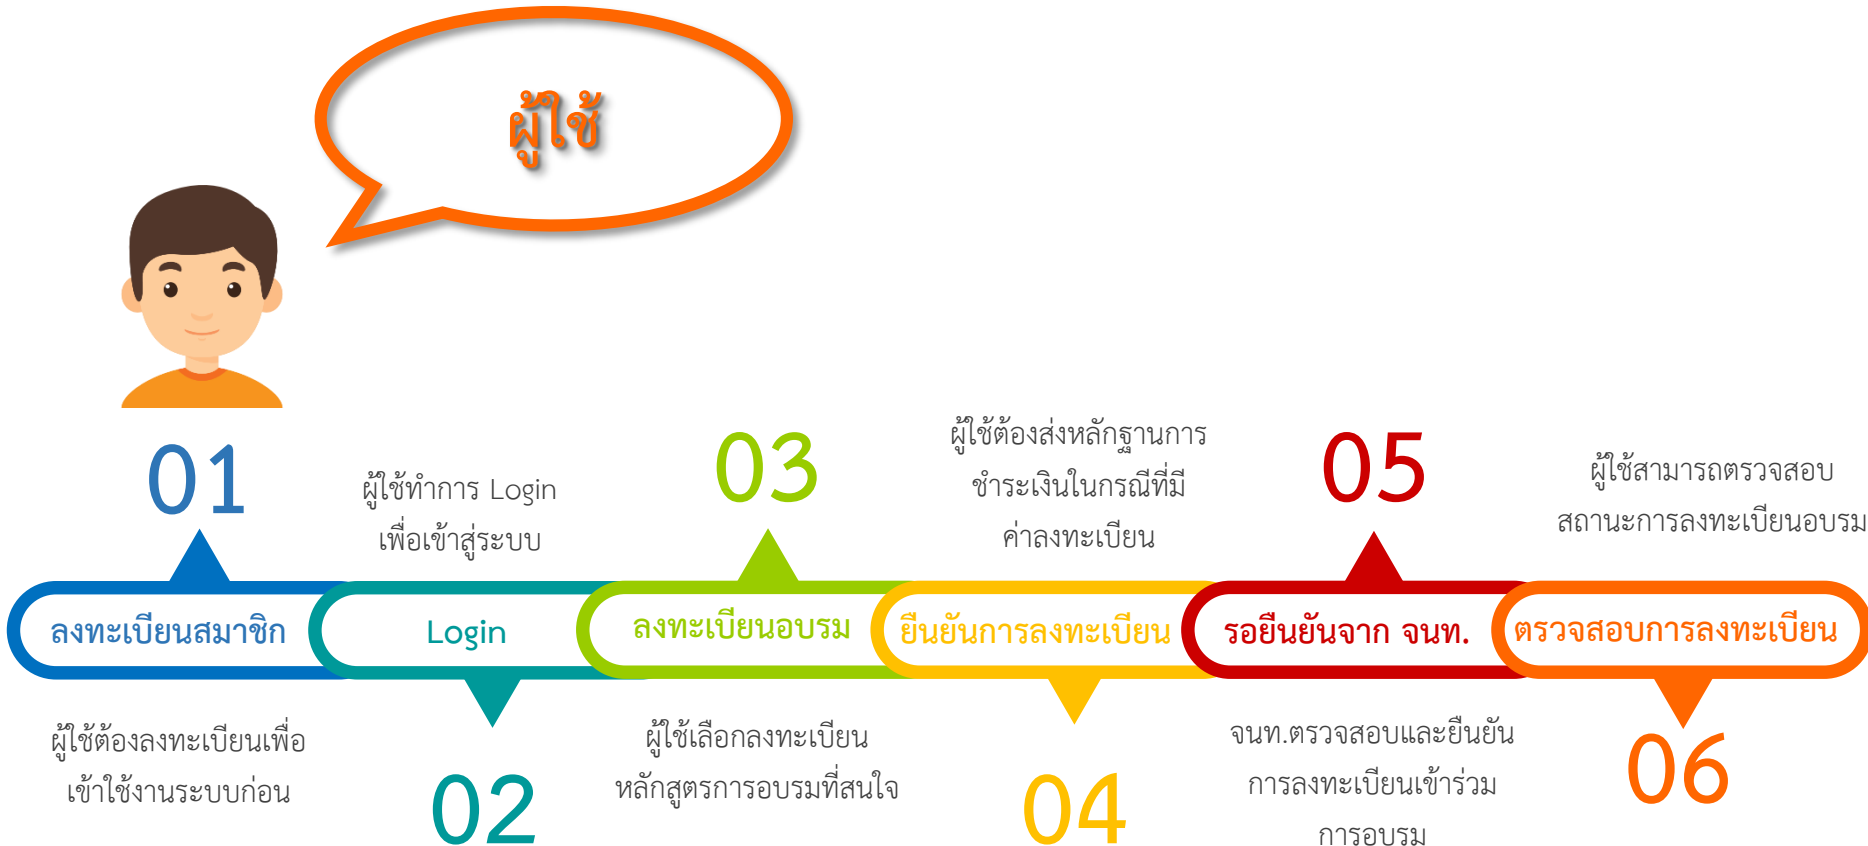 ผู้ใช้
01
ลงทะเบียนสมาชิก
ผู้ใช้ต้องลงทะเบียนเพื่อ
เข้าใช้งานระบบก่อน
ผู้ใช้ทำการ Login
เพื่อเข้าสู่ระบบ
Login
02
03
ลงทะเบียนอบรม
ผู้ใช้เลือกลงทะเบียน
หลักสูตรการอบรมที่สนใจ
ผู้ใช้ต้องส่งหลักฐานการ
ชำระเงินในกรณีที่มี
ค่าลงทะเบียน
ยืนยันการลงทะเบียน
04
05
รอยืนยันจาก จนท.
จนท.ตรวจสอบและยืนยัน
การลงทะเบียนเข้าร่วม
การอบรม
ผู้ใช้สามารถตรวจสอบ
สถานะการลงทะเบียนอบรม
ตรวจสอบการลงทะเบียน
06